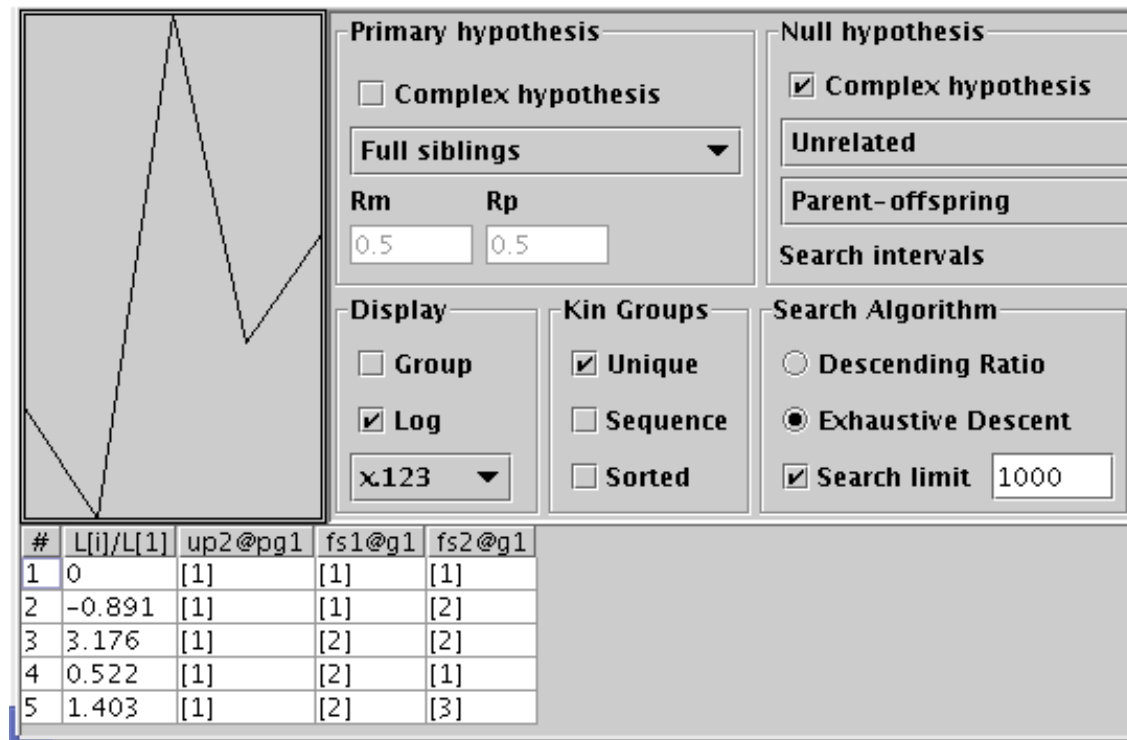 Primary hypothesis
Complex hypothesis
Full siblings
Rm Rp
0.5 0.5
Null hypothesis
Complex hypothesis
Unrelated
Parent-offspring
Search intervals
Display
Group
Log
x.123
Kin Groups
Unique
Sequence
Sorted
Search Algorithm
Descending Ratio
Exhaustive Descent
Search limit 1000
# L[i]/L[1] up2@pg1 fs1@g1 fs2@g1
1 0 [1] [1] [1]
2 -0.891 [1] [1] [2]
3 3.176 [1] [2] [2]
4 0.522 [1] [2] [1]
5 1.403 [1] [2] [3]